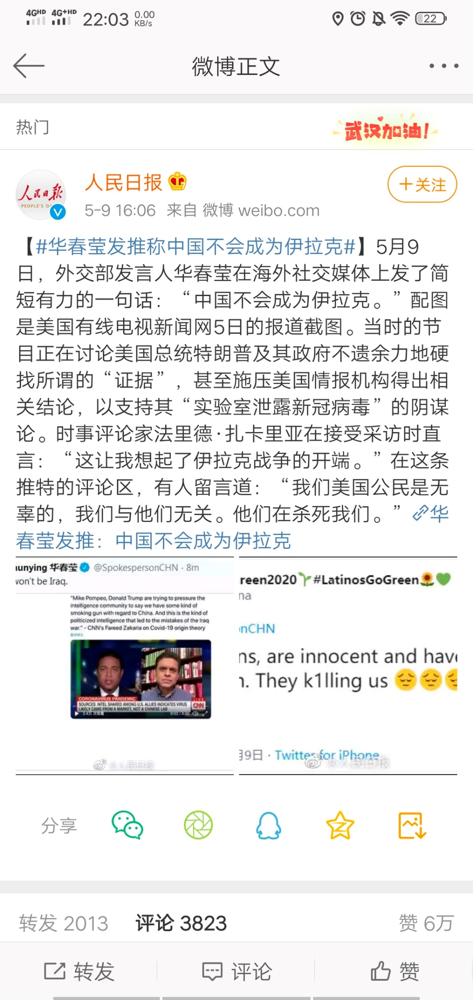 4GHD 4G+HD 22:03 0.00 KB/s 22
微博正文
热门 武汉加油!
人民日报
人民日報
PEOPLE'S DA
+关注
5-9 16:06 来自 微博 weibo.com
【#华春莹发推称中国不会成为伊拉克#】5月9
日，外交部发言人华春莹在海外社交媒体上发了简
短有力的一句话：“中国不会成为伊拉克。”配图
是美国有线电视新闻网5日的报道截图。当时的节
目正在讨论美国总统特朗普及其政府不遗余力地硬
找所谓的“证据”，甚至施压美国情报机构得出相
关结论，以支持其“实验室泄露新冠病毒”的阴谋
论。时事评论家法里德·扎卡里亚在接受采访时直
言：“这让我想起了伊拉克战争的开端。”在这条
推特的评论区，有人留言道：“我们美国公民是无
辜的，我们与他们无关。他们在杀死我们。”华
春莹发推：中国不会成为伊拉克
unying 华春莹 @SpokespersonCHN · 8m
won't be Iraq.
"Mike Pompeo, Donald Trump are trying to pressure the
intelligence community to say we have some kind of
smoking gun with regard to China. And this is the kind of
politicized intelligence that led to the mistakes of the Iraq
war." - CNN's Fareed Zakaria on Covid-19 origin theory
CORONAVIRUS PANDEMIC
LIVE
SOURCES: INTEL SHARED AMONG U.S. ALLIES INDICATES VIRUS
LIKELY CAME FROM A MARKET, NOT A CHINESE LAB
CNN
0:02 / 3:20
@人民日报
reen2020 #LatinosGoGreen
na
onCHN
ns, are innocent and have
n. They k1lling us
月9日 · Twitter for iPhone
@人民日报
分享
转发 2013 评论 3823 赞 6万
转发 评论 赞